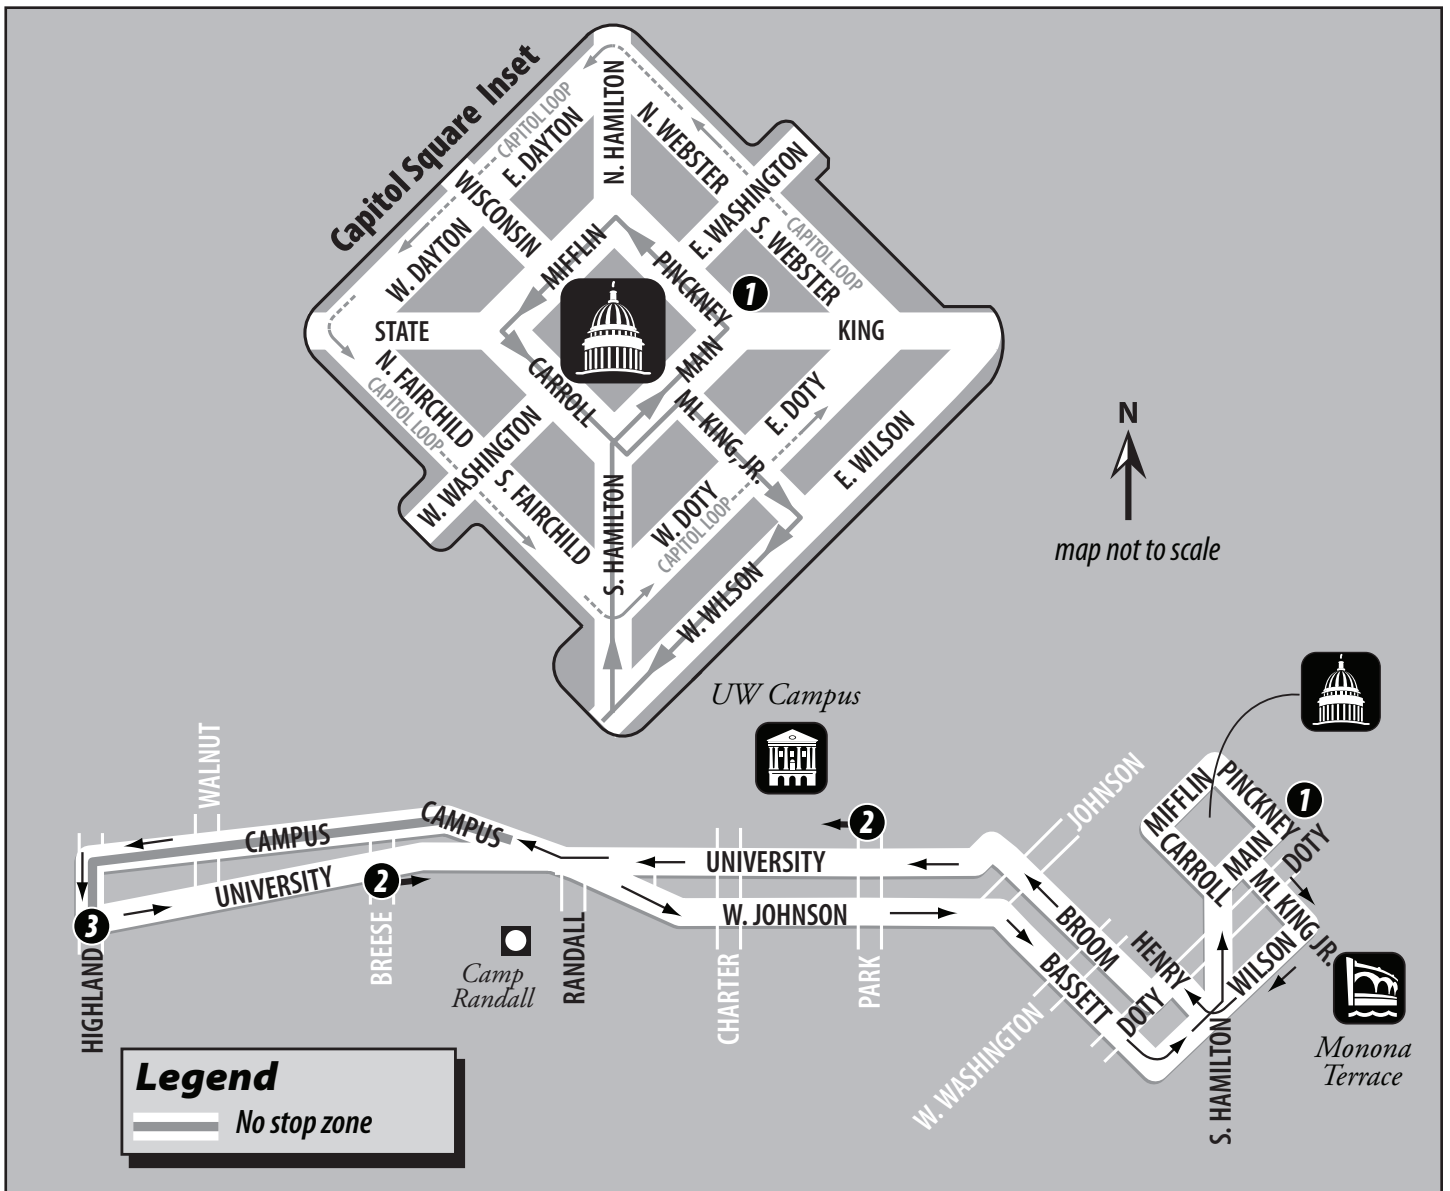 Capitol Square Inset
CAPITOL LOOP
E. DAYTON
N. HAMILTON
N. WEBSTER
WISCONSIN
E. WASHINGTON
CAPITOL LOOP
S. WEBSTER
W. DAYTON
MIFFLIN
PINCKNEY
1
STATE
KING
CARROLL
MAIN
N. FAIRCHILD
CAPITOL LOOP
W. WASHINGTON
S. FAIRCHILD
S. HAMILTON
ML KING, JR.
E. DOTY
W. DOTY
CAPITOL LOOP
E. WILSON
W. WILSON
N
map not to scale
UW Campus
WALNUT
CAMPUS
CAMPUS
UNIVERSITY
2
3
HIGHLAND
BREESE
Camp
Randall
RANDALL
UNIVERSITY
2
W. JOHNSON
CHARTER
PARK
JOHNSON
BROOM
BASSETT
W. WASHINGTON
HENRY
DOTY
MIFFLIN
PINCKNEY
1
CARROLL
MAIN
DOTY
ML KING JR.
WILSON
S. HAMILTON
Monona
Terrace
Legend
No stop zone